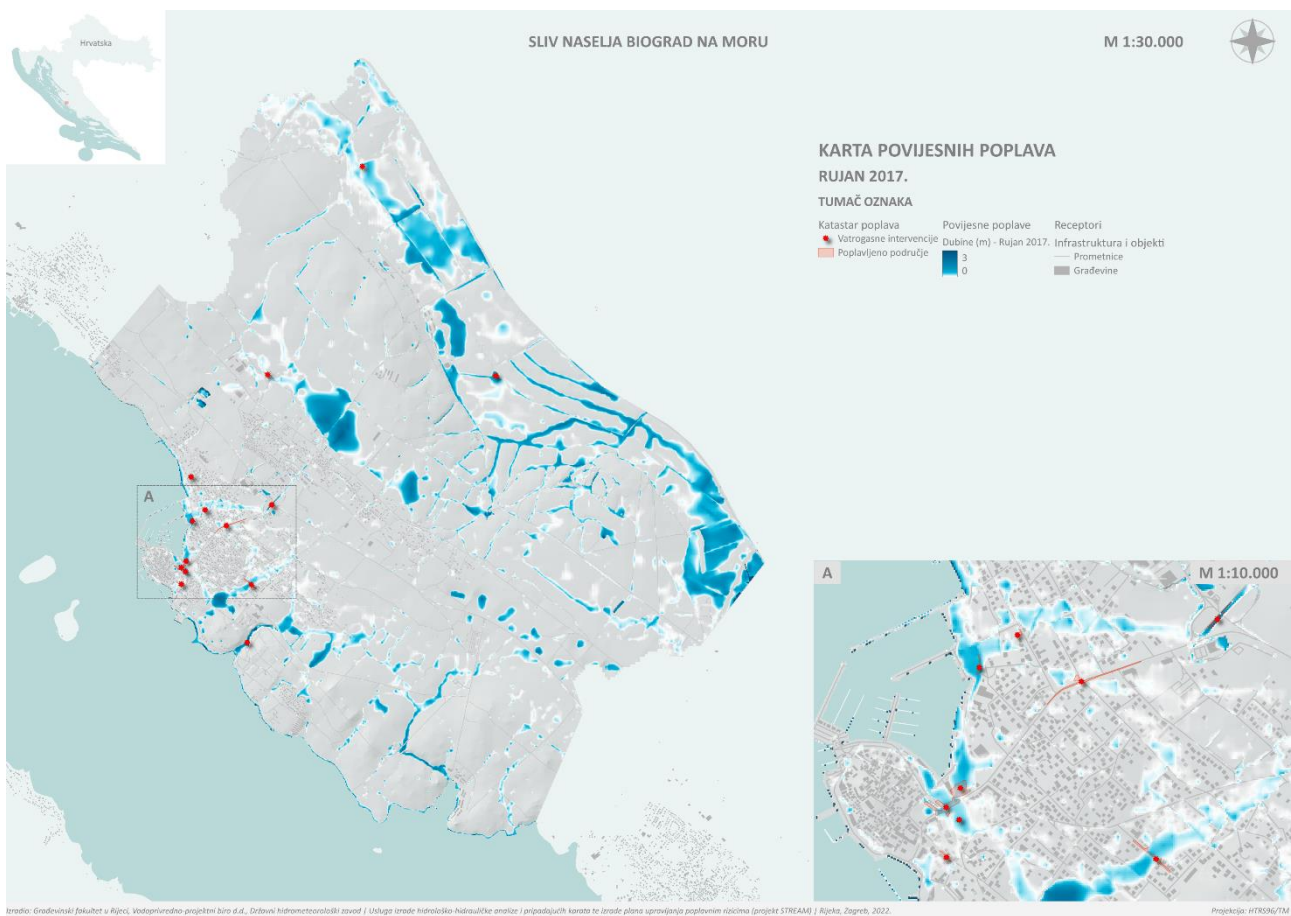 Hrvatska
SLIV NASELJA BIOGRAD NA MORU
M 1:30.000
KARTA POVIJESNIH POPLAVA
RUJAN 2017.
TUMAČ OZNAKA
Katastar poplava
Vatrogasne intervencije
Poplavljeno područje
Povijesne poplave
Dubine (m) - Rujan 2017.
3
0
Receptori
Infrastruktura i objekti
Prometnice
Građevine
A
A
M 1:10.000
Izradio: Građevinski fakultet u Rijeci, Vodoprivredno-projektni biro d.d., Državni hidrometeorološki zavod | Usluga izrade hidrološko-hidrauličke analize i pripadajućih karata te izrade plana upravljanja poplavnim rizicima (projekt STREAM) | Rijeka, Zagreb, 2022.
Projekcija: HTRS96/TM